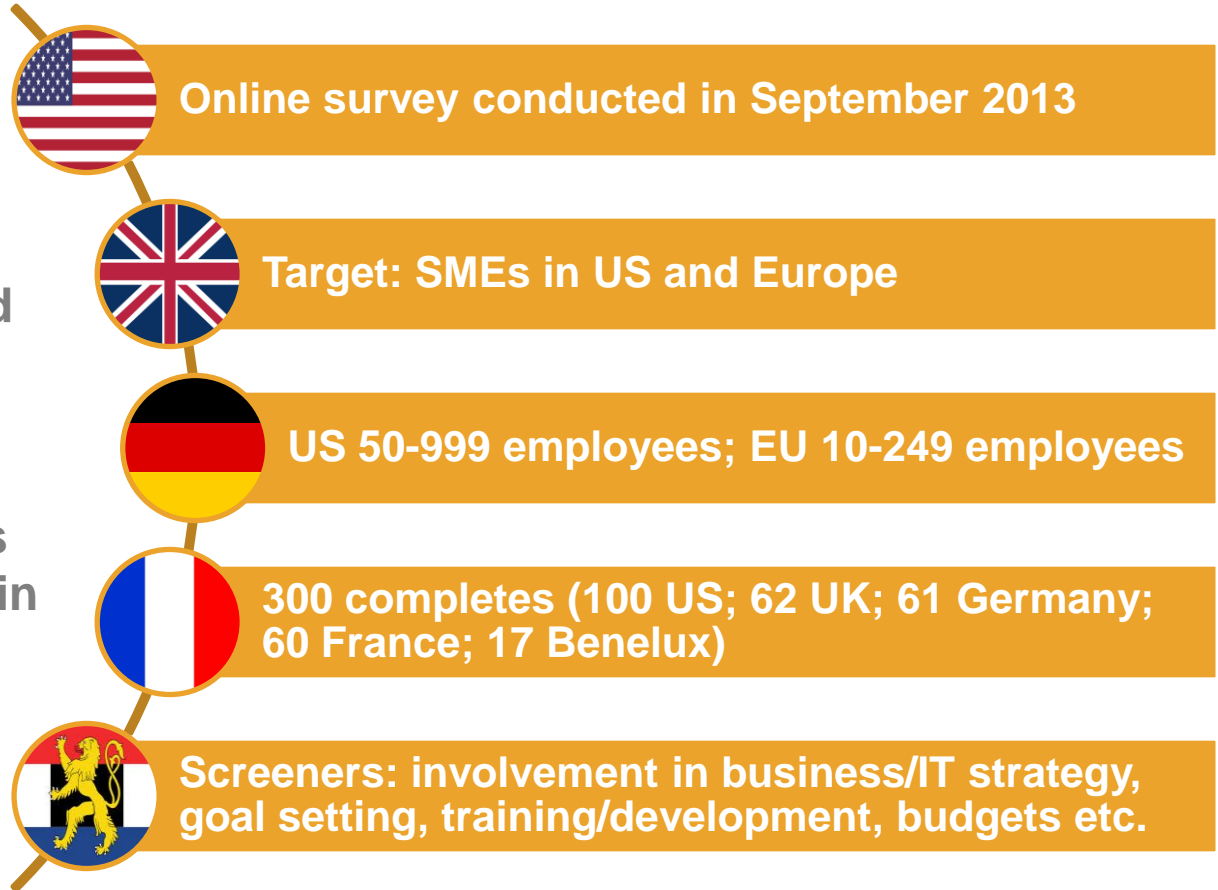 Online survey conducted in September 2013
Target: SMEs in US and Europe
US 50-999 employees; EU 10-249 employees
300 completes (100 US; 62 UK; 61 Germany;
60 France; 17 Benelux)
Screeners: involvement in business/IT strategy,
goal setting, training/development, budgets etc.
in